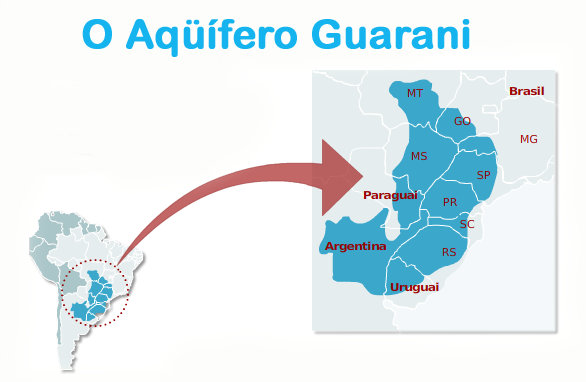 O Aqüífero Guarani
MT
Brasil
GO
MG
MS
SP
Paraguai
PR
SC
Argentina
RS
Uruguai